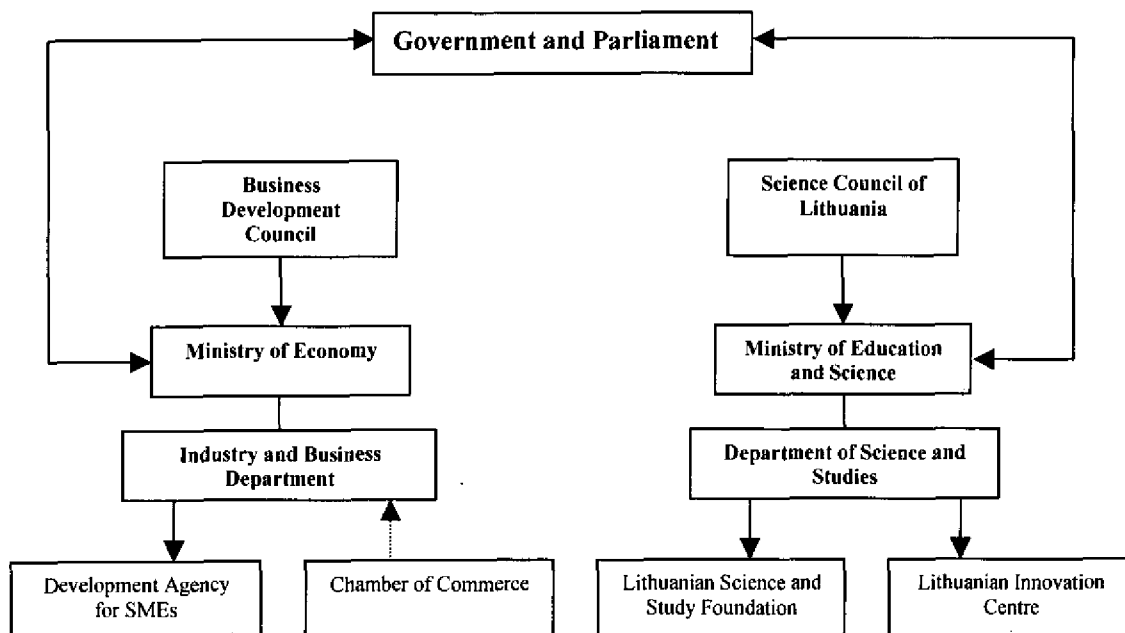 Government and Parliament
Business
Development
Council
Science Council of
Lithuania
Ministry of Economy
Ministry of Education
and Science
Industry and Business
Department
Department of Science and
Studies
Development Agency
for SMEs
Chamber of Commerce
Lithuanian Science and
Study Foundation
Lithuanian Innovation
Centre